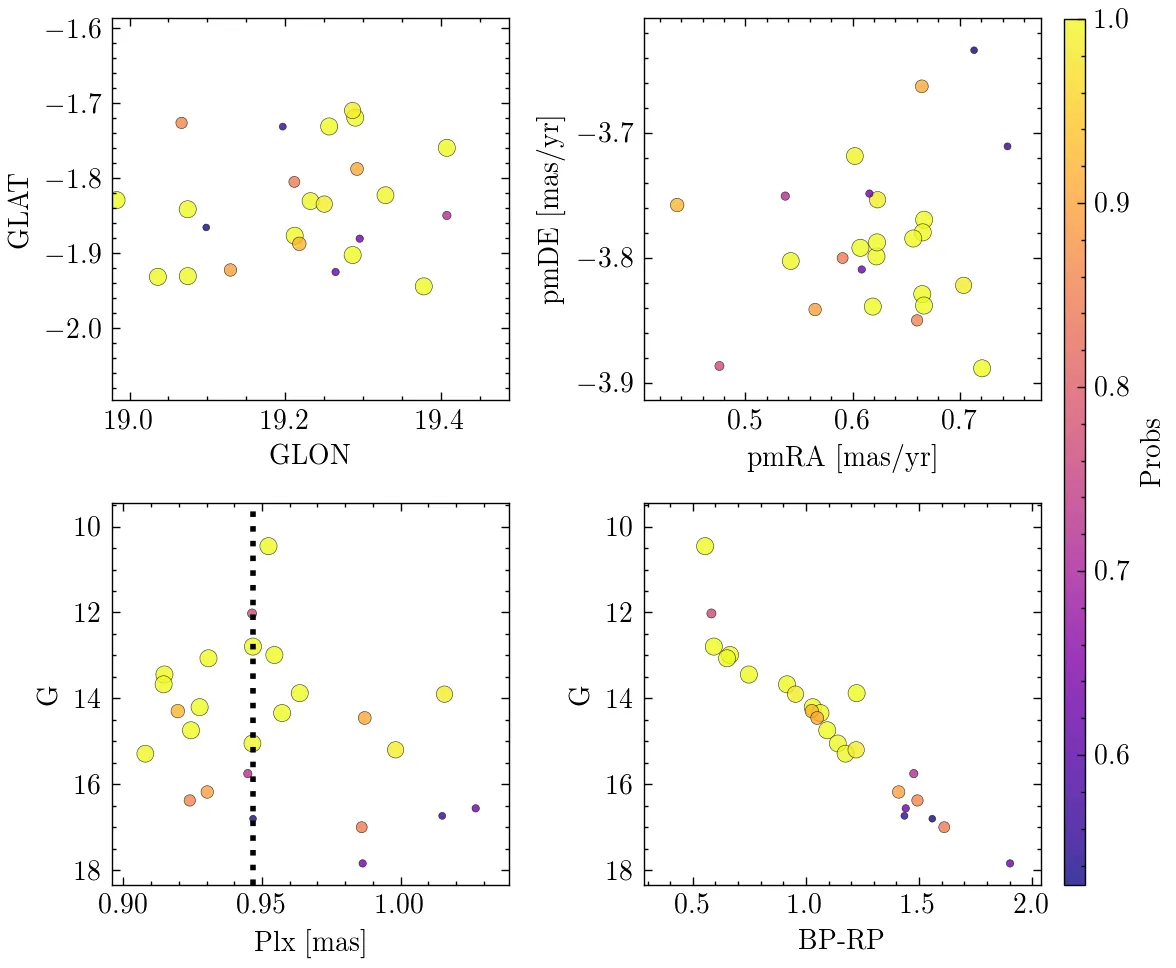 −1.6
−1.7
−1.8
−1.9
−2.0
GLAT
19.0 19.2 19.4
GLON
−3.7
−3.8
−3.9
pmDE [mas/yr]
0.5 0.6 0.7
pmRA [mas/yr]
10
12
14
16
18
G
0.90 0.95 1.00
Plx [mas]
10
12
14
16
18
G
0.5 1.0 1.5 2.0
BP-RP
1.0
0.9
0.8
0.7
0.6
Probs